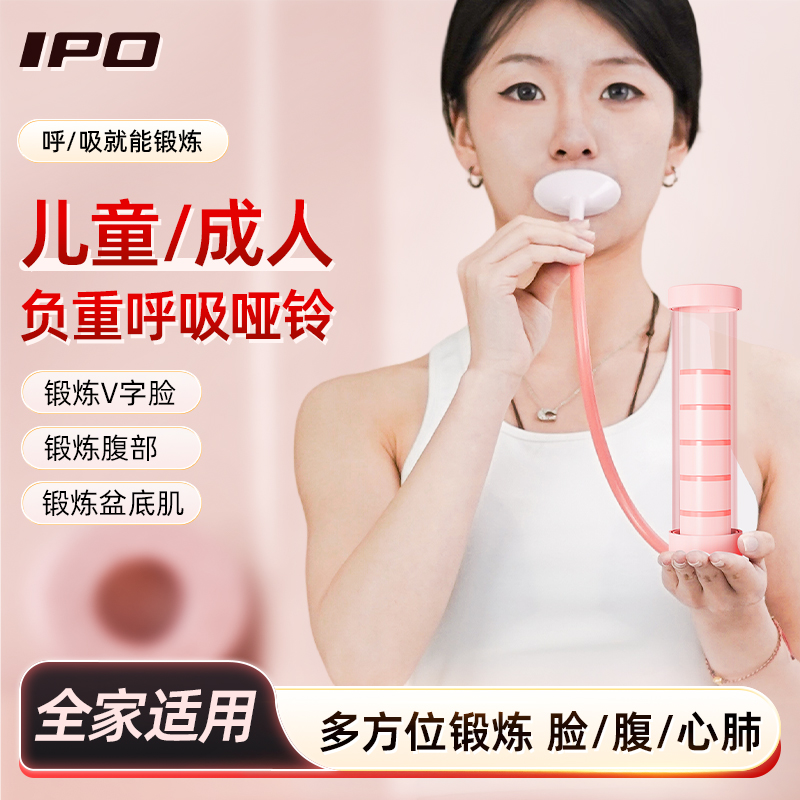 IPO
呼/吸就能锻炼
儿童/成人
负重呼吸哑铃
锻炼V字脸
锻炼腹部
锻炼盆底肌
全家适用
多方位锻炼 脸/腹/心肺